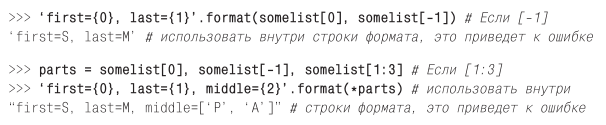 >>> ‘first={0}, last={1}’.format(somelist[0], somelist[-1]) # Если [-1]
‘first=S, last=M’ # использовать внутри строки формата, это приведет к ошибке
>>> parts = somelist[0], somelist[-1], somelist[1:3] # Если [1:3]
>>> ‘first={0}, last={1}, middle={2}’.format(*parts) # использовать внутри
“first=S, last=M, middle=[‘P’, ‘A’]” # строки формата, это приведет к ошибке